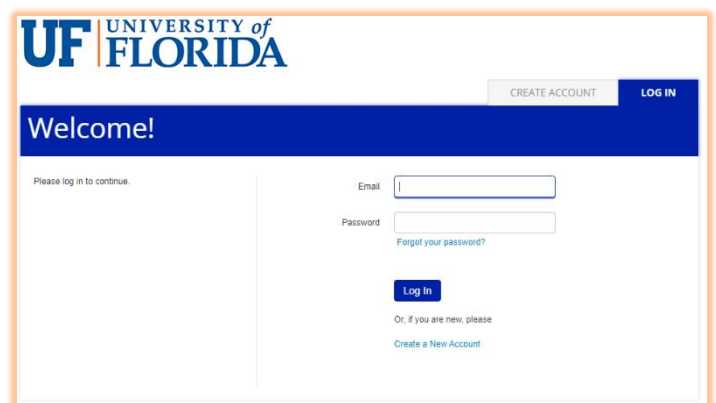 UF UNIVERSITY of
FLORIDA
CREATE ACCOUNT LOG IN
Welcome!
Please log in to continue.
Email
Password
Forgot your password?
Log In
Or, if you are new, please
Create a New Account